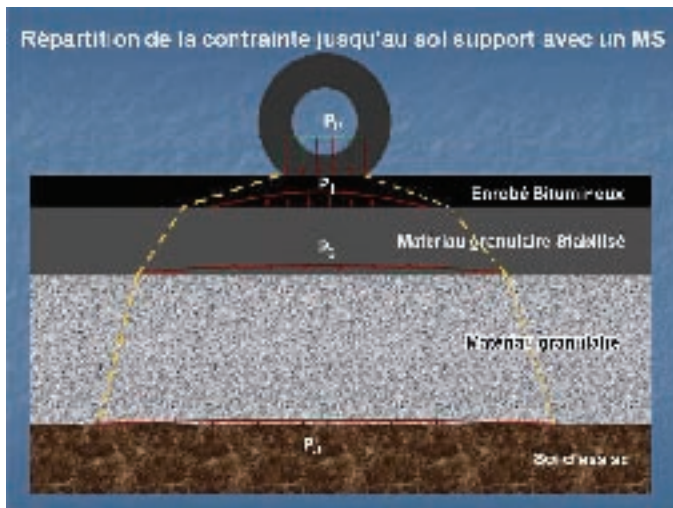 Répartition de la contrainte jusqu'au sol support avec un MS
P
P
Enrobé Bitumineux
Matériau granulaire Stabilisé
P
Matériau granulaire
P